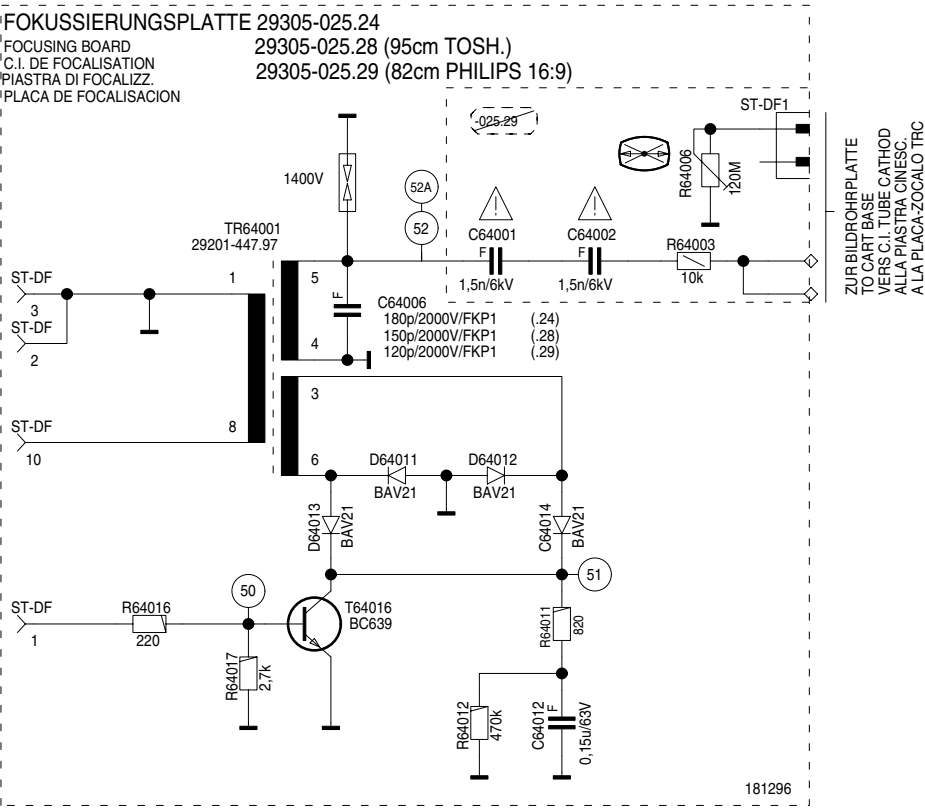 FOKUSSIERUNGSPLATTE 29305-025.24
FOCUSING BOARD
29305-025.28 (95cm TOSH.)
C.I. DE FOCALISATION
29305-025.29 (82cm PHILIPS 16:9)
PIASTRA DI FOCALIZZ.
PLACA DE FOCALISACION
-025.29
ST-DF1
R64006
120M
ZUR BILDROHRPLATTE
TO CART BASE
VERS C.I. TUBE CATHOD
ALLA PIASTRA CINESC.
A LA PLACA-ZOCALO TRC
1400V
52A
52
TR64001
29201-447.97
C64001
F
1,5n/6kV
C64002
F
1,5n/6kV
R64003
10k
ST-DF
3
ST-DF
2
1
5
F
C64006
180p/2000V/FKP1 (.24)
150p/2000V/FKP1 (.28)
120p/2000V/FKP1 (.29)
4
3
ST-DF
10
8
6
D64011
BAV21
D64012
BAV21
D64013
BAV21
C64014
BAV21
50
51
ST-DF
1
R64016
220
T64016
BC639
R64017
2,7k
R64011
820
R64012
470k
C64012
F
0,15u/63V
181296